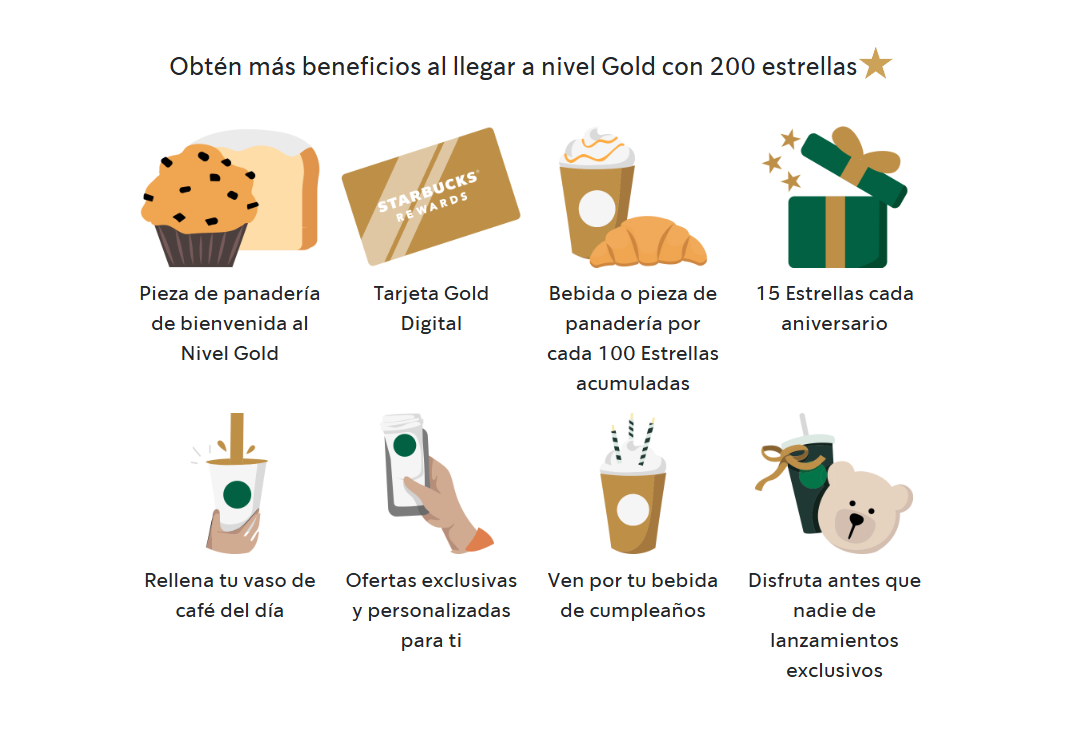 Obtén más beneficios al llegar a nivel Gold con 200 estrellas
STARBUCKS
REWARDS
Pieza de panadería
de bienvenida al
Nivel Gold
Tarjeta Gold
Digital
Bebida o pieza de
panadería por
cada 100 Estrellas
acumuladas
15 Estrellas cada
aniversario
Rellena tu vaso de
café del día
Ofertas exclusivas
y personalizadas
para ti
Ven por tu bebida
de cumpleaños
Disfruta antes que
nadie de
lanzamientos
exclusivos